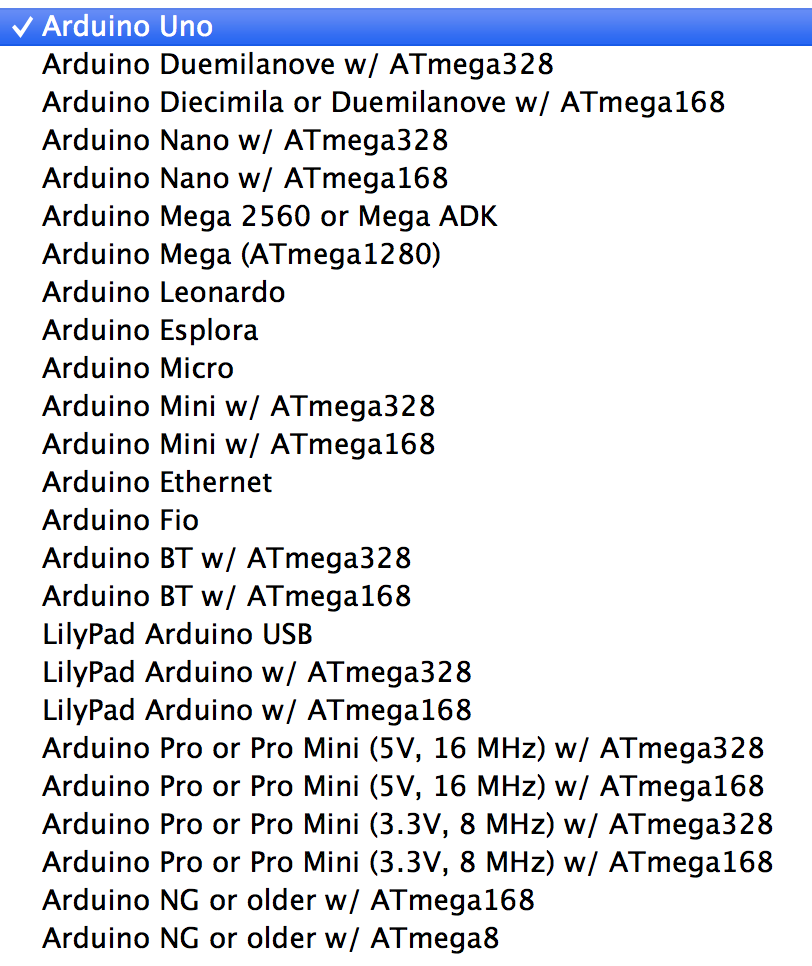 Arduino Uno
Arduino Duemilanove w/ ATmega328
Arduino Diecimila or Duemilanove w/ ATmega168
Arduino Nano w/ ATmega328
Arduino Nano w/ ATmega168
Arduino Mega 2560 or Mega ADK
Arduino Mega (ATmega1280)
Arduino Leonardo
Arduino Esplora
Arduino Micro
Arduino Mini w/ ATmega328
Arduino Mini w/ ATmega168
Arduino Ethernet
Arduino Fio
Arduino BT w/ ATmega328
Arduino BT w/ ATmega168
LilyPad Arduino USB
LilyPad Arduino w/ ATmega328
LilyPad Arduino w/ ATmega168
Arduino Pro or Pro Mini (5V, 16 MHz) w/ ATmega328
Arduino Pro or Pro Mini (5V, 16 MHz) w/ ATmega168
Arduino Pro or Pro Mini (3.3V, 8 MHz) w/ ATmega328
Arduino Pro or Pro Mini (3.3V, 8 MHz) w/ ATmega168
Arduino NG or older w/ ATmega168
Arduino NG or older w/ ATmega8